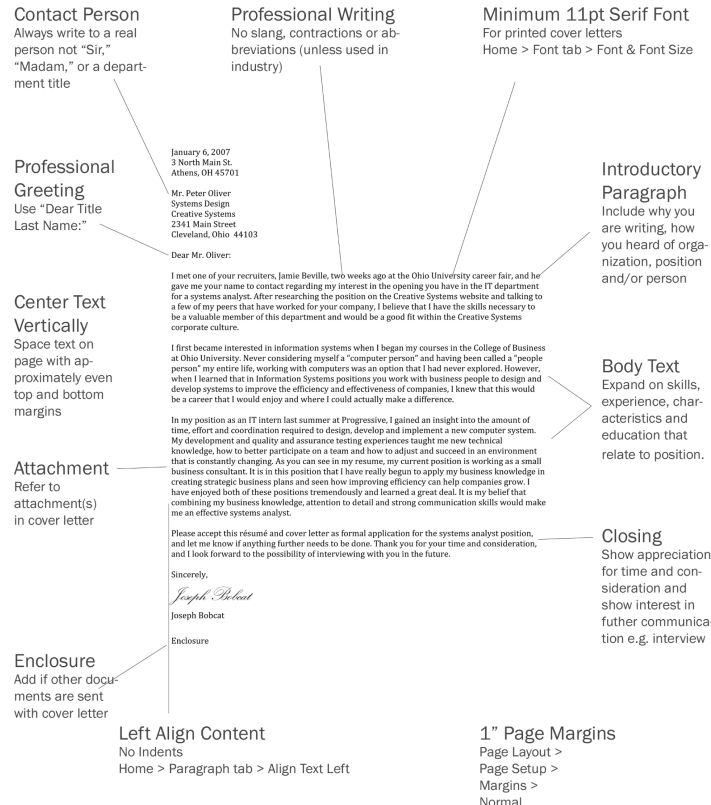 Contact Person
Always write to a real
person not “Sir,”
“Madam,” or a depart-
ment title
Professional Writing
No slang, contractions or ab-
breviations (unless used in
industry)
Minimum 11pt Serif Font
For printed cover letters
Home > Font tab > Font & Font Size
Professional
Greeting
Use “Dear Title
Last Name:”
Center Text
Vertically
Space text on
page with ap-
proximately even
top and bottom
margins
Attachment
Refer to
attachment(s)
in cover letter
Enclosure
Add if other docu-
ments are sent
with cover letter
January 6, 2007
3 North Main St.
Athens, OH 45701
Mr. Peter Oliver
Systems Design
Creative Systems
2341 Main Street
Cleveland, Ohio 44103
Dear Mr. Oliver:
I met one of your recruiters, Jamie Beville, two weeks ago at the Ohio University career fair, and he
gave me your name to contact regarding my interest in the opening you have in the IT department
for a systems analyst. After researching the position on the Creative Systems website and talking to
a few of my peers that have worked for your company, I believe that I have the skills necessary to
be a valuable member of this department and would be a good fit within the Creative Systems
corporate culture.
I first became interested in information systems when I began my courses in the College of Business
at Ohio University. Never considering myself a “computer person” and having been called a “people
person” my entire life, working with computers was an option that I had never explored. However,
when I learned that in Information Systems positions you work with business people to design and
develop systems to improve the efficiency and effectiveness of companies, I knew that this would
be a career that I would enjoy and where I could actually make a difference.
In my position as an IT intern last summer at Progressive, I gained an insight into the amount of
time, effort and coordination required to design, develop and implement a new computer system.
My development and quality and assurance testing experiences taught me new technical
knowledge, how to better participate on a team and how to adjust and succeed in an environment
that is constantly changing. As you can see in my resume, my current position is working as a small
business consultant. It is in this position that I have really begun to apply my business knowledge in
creating strategic business plans and seen how improving efficiency can help companies grow. I
have enjoyed both of these positions tremendously and learned a great deal. It is my belief that
combining my business knowledge, attention to detail and strong communication skills would make
me an effective systems analyst.
Please accept this résumé and cover letter as formal application for the systems analyst position,
and let me know if anything further needs to be done. Thank you for your time and consideration,
and I look forward to the possibility of interviewing with you in the future.
Sincerely,
Joseph Bobcat
Joseph Bobcat
Enclosure
Introductory
Paragraph
Include why you
are writing, how
you heard of orga-
nization, position
and/or person
Body Text
Expand on skills,
experience, char-
acteristics and
education that
relate to position.
Closing
Show appreciation
for time and con-
sideration and
show interest in
futher communica-
tion e.g. interview
Left Align Content
No Indents
Home > Paragraph tab > Align Text Left
1” Page Margins
Page Layout >
Page Setup >
Margins >
Normal